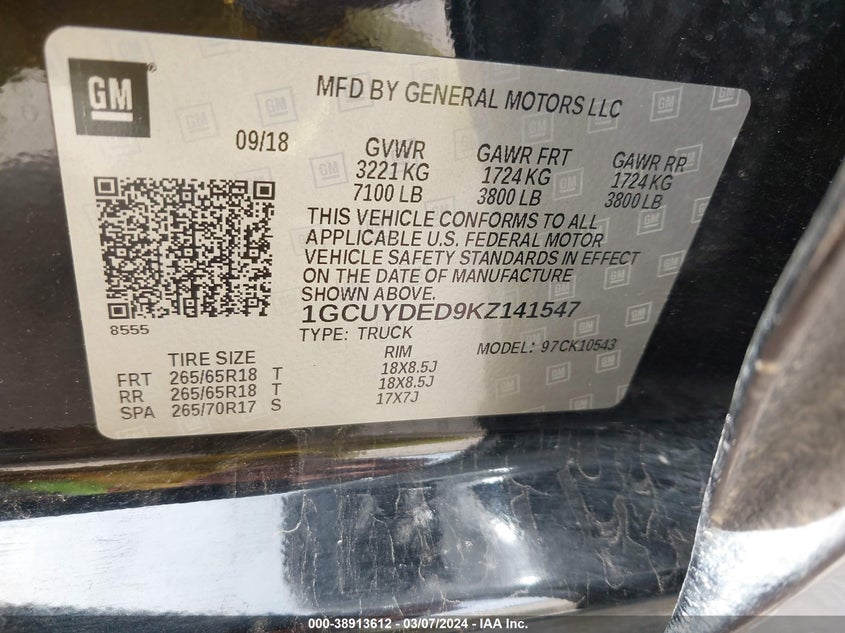 GM
MFD BY GENERAL MOTORS LLC
09/18 GVWR GAWR FRT GAWR RR
3221 KG 1724 KG 1724 KG
7100 LB 3800 LB 3800 LB
THIS VEHICLE CONFORMS TO ALL
APPLICABLE U.S. FEDERAL MOTOR
VEHICLE SAFETY STANDARDS IN EFFECT
ON THE DATE OF MANUFACTURE
SHOWN ABOVE.
8555
1GCUYDED9KZ141547
TYPE: TRUCK MODEL: 97CK10543
TIRE SIZE RIM
FRT 265/65R18 T 18X8.5J
RR 265/65R18 T 18X8.5J
SPA 265/70R17 S 17X7J
000-38913612 - 03/07/2024 - IAA Inc.